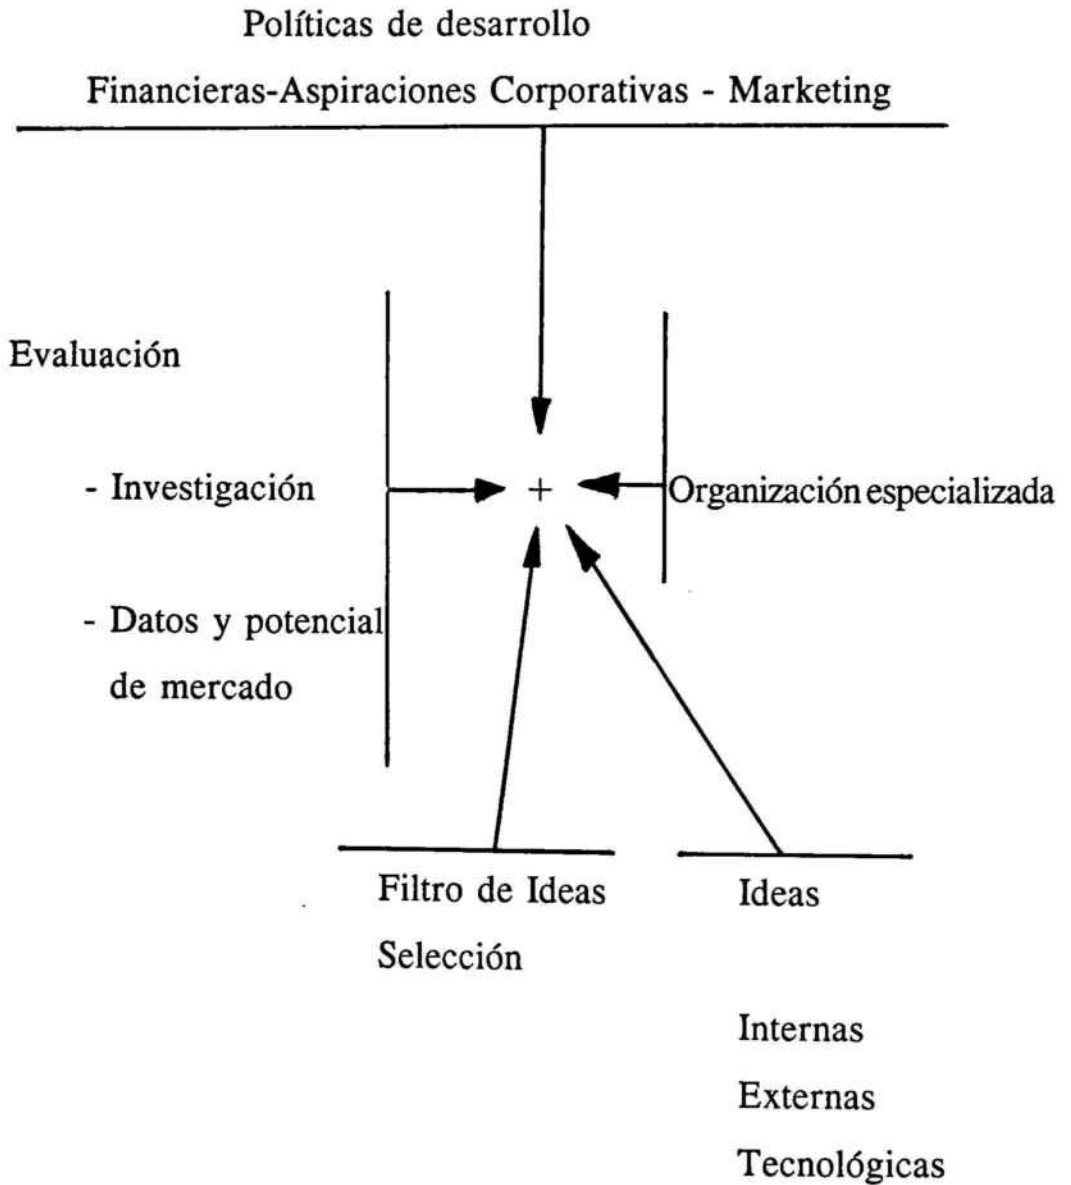 Políticas de desarrollo
Financieras-Aspiraciones Corporativas - Marketing
Evaluación
- Investigación
+
Organización especializada
- Datos y potencial
de mercado
Filtro de Ideas
Selección
Ideas
Internas
Externas
Tecnológicas